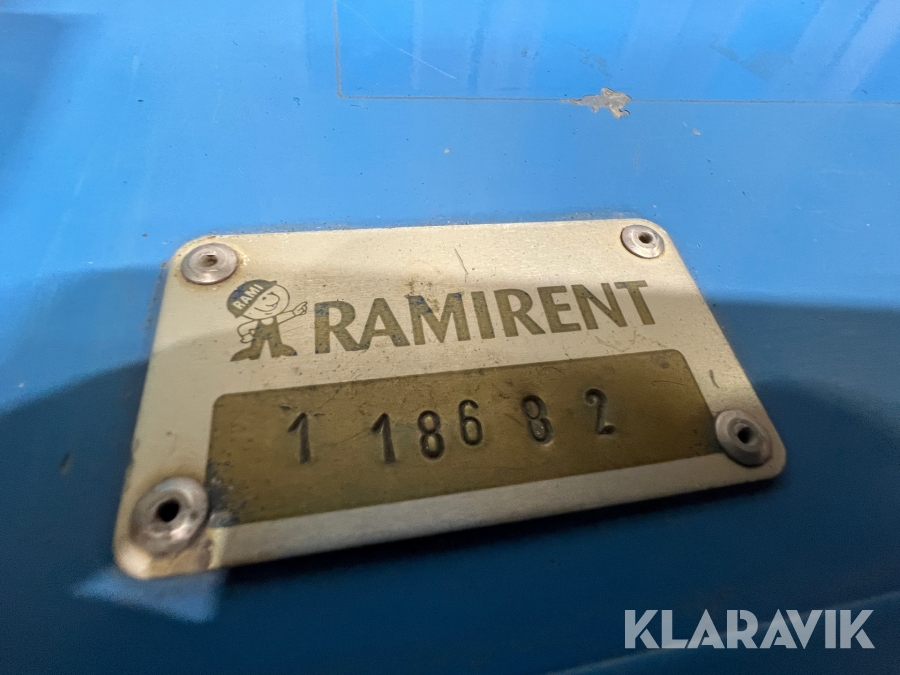 RAMI
RAMIRENT
1 186 8 2
KLARAVIK